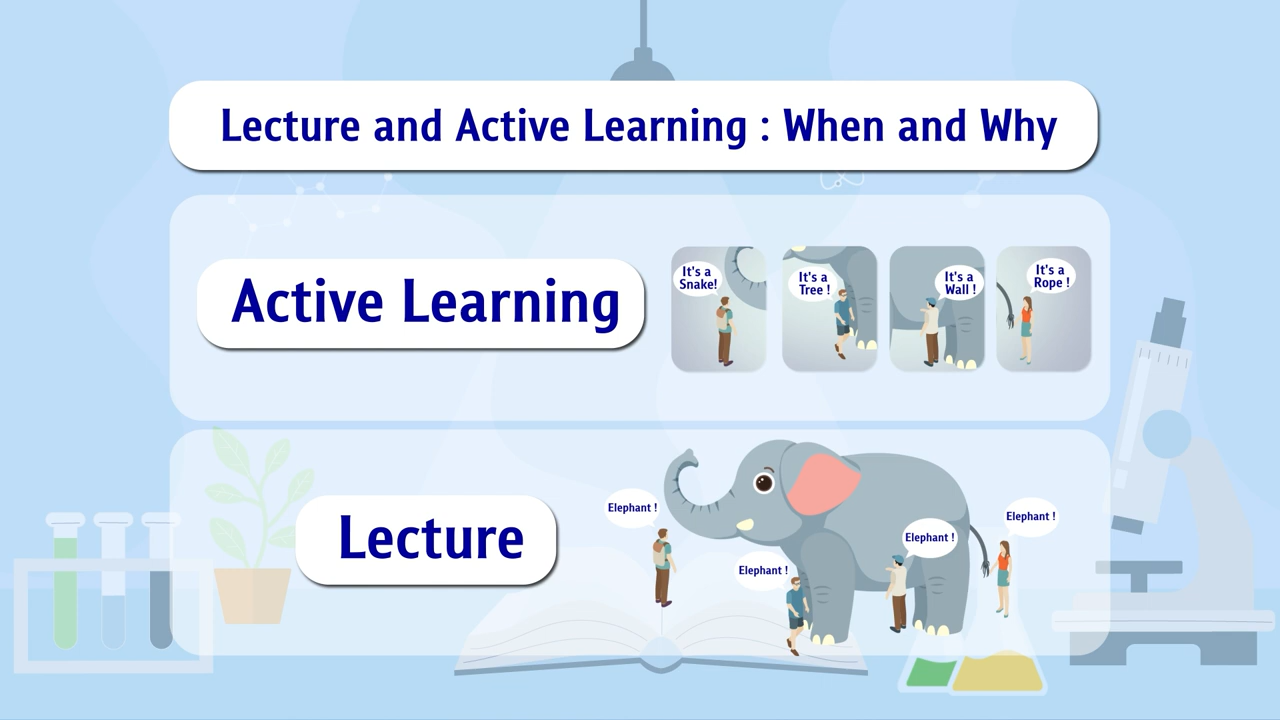 Lecture and Active Learning : When and Why
Active Learning
It's a
Snake!
It's a
Tree !
It's a
Wall !
It's a
Rope !
Lecture
Elephant !
Elephant !
Elephant !
Elephant !